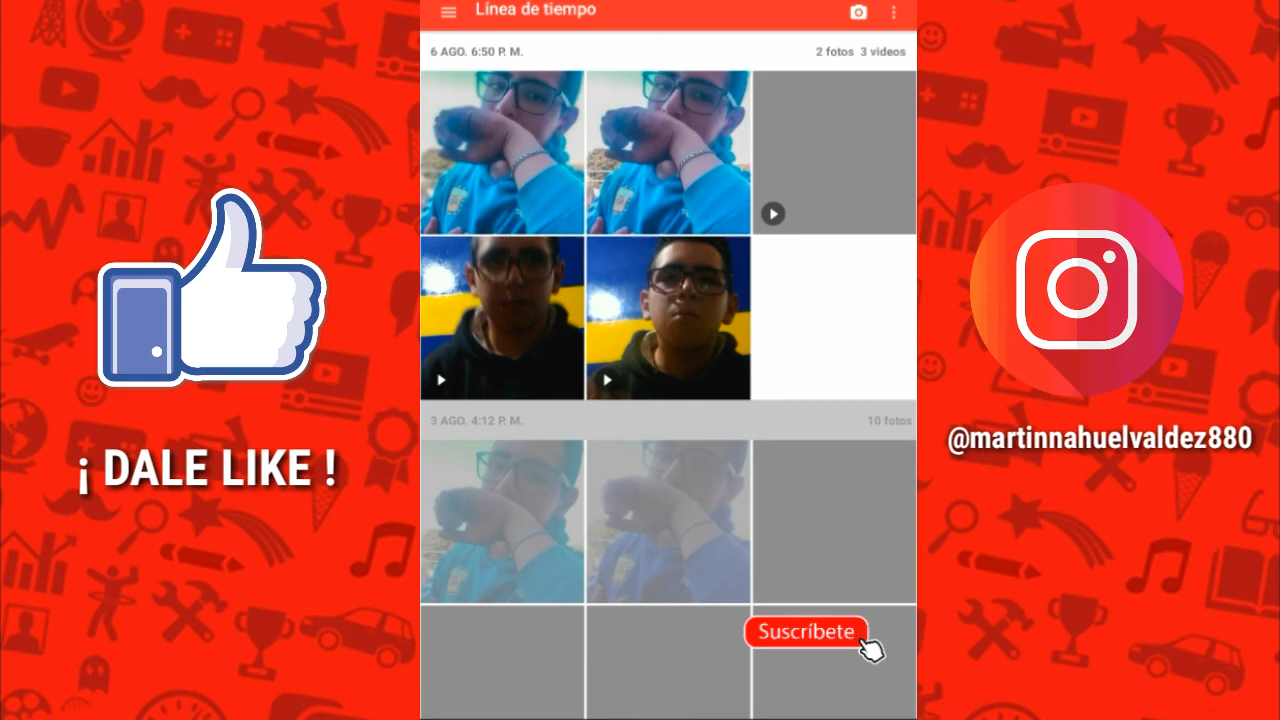 Línea de tiempo
6 AGO. 6:50 P. M. 2 fotos 3 videos
3 AGO. 4:12 P. M. 10 fotos
¡ DALE LIKE !
@martinnahuelvaldez880
Suscríbete